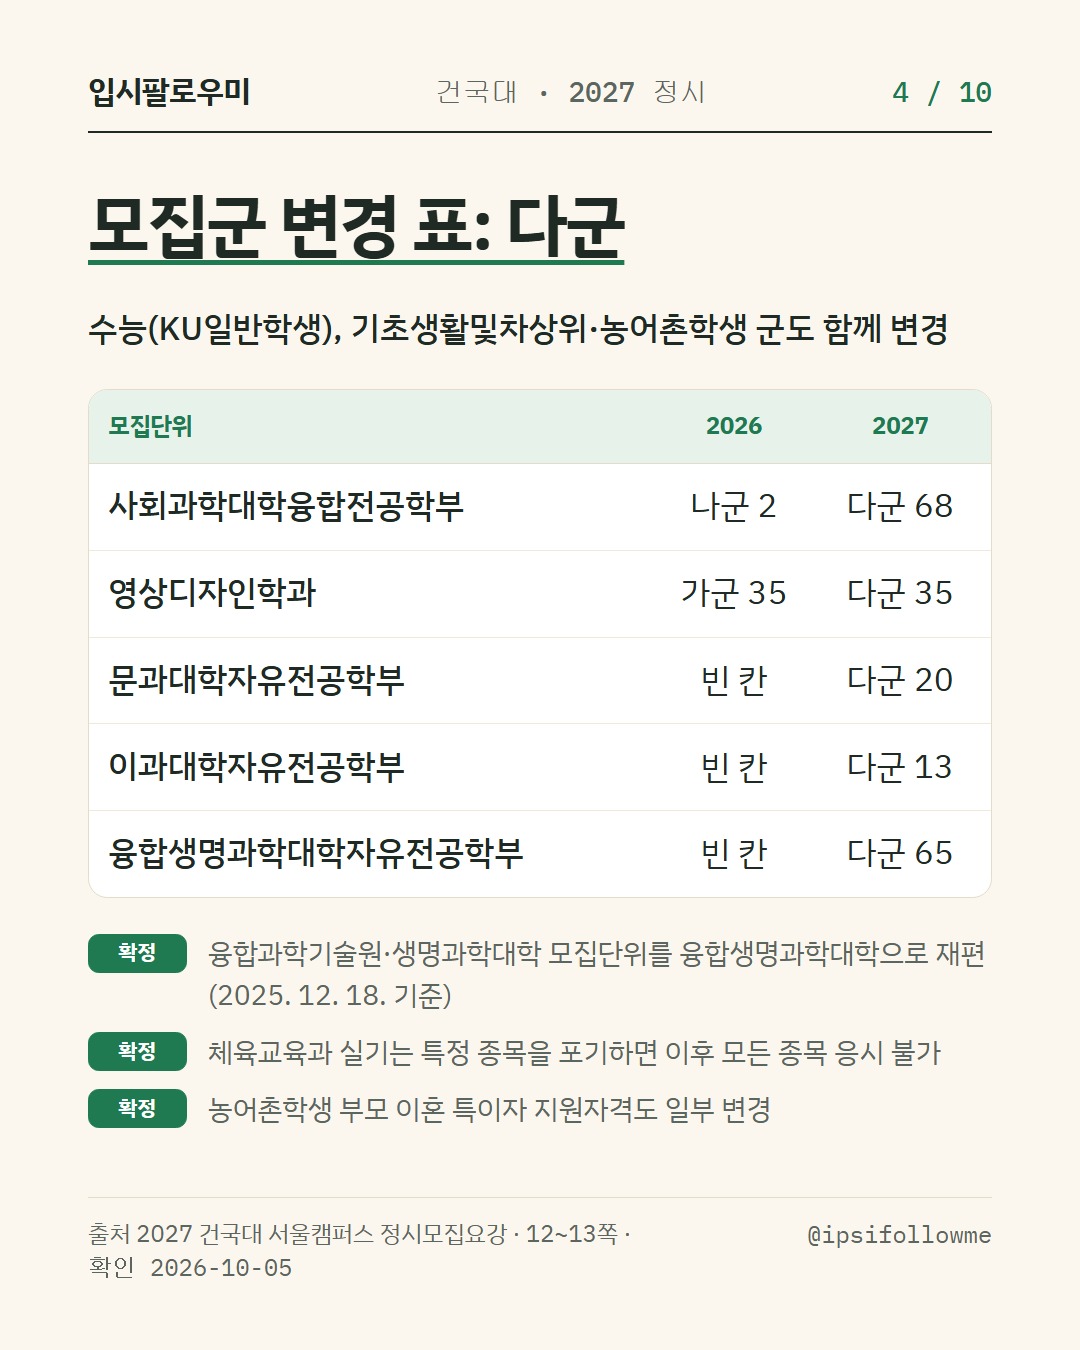 입시팔로우미
건국대 · 2027 정시
4 / 10
모집군 변경 표: 다군
수능(KU일반학생), 기초생활및차상위·농어촌학생 군도 함께 변경
모집단위 2026 2027
사회과학대학융합전공학부 나군 2 다군 68
영상디자인학과 가군 35 다군 35
문과대학자유전공학부 빈 칸 다군 20
이과대학자유전공학부 빈 칸 다군 13
융합생명과학대학자유전공학부 빈 칸 다군 65
확정 융합과학기술원·생명과학대학 모집단위를 융합생명과학대학으로 재편
(2025. 12. 18. 기준)
확정 체육교육과 실기는 특정 종목을 포기하면 이후 모든 종목 응시 불가
확정 농어촌학생 부모 이혼 특이자 지원자격도 일부 변경
출처 2027 건국대 서울캠퍼스 정시모집요강 · 12~13쪽 ·
확인 2026-10-05
@ipsifollowme